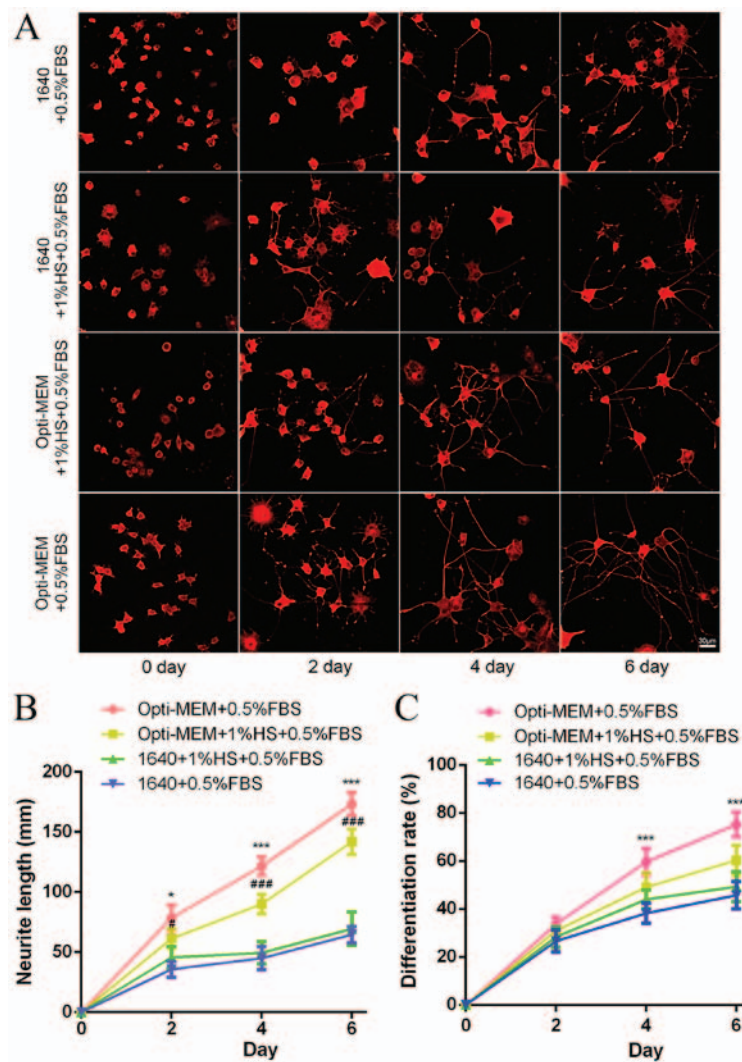 A
1640
+0.5%FBS
1640
+1%HS+0.5%FBS
Opti-MEM
+1%HS+0.5%FBS
Opti-MEM
+0.5%FBS
30μm
0 day 2 day 4 day 6 day
B
Opti-MEM+0.5%FBS
Opti-MEM+1%HS+0.5%FBS
1640+1%HS+0.5%FBS
1640+0.5%FBS
Neurite length (mm)
200
150
100
50
0
*
#
***
###
***
###
0 2 4 6
Day
C
Opti-MEM+0.5%FBS
Opti-MEM+1%HS+0.5%FBS
1640+1%HS+0.5%FBS
1640+0.5%FBS
Differentiation rate (%)
100
80
60
40
20
0
***
***
0 2 4 6
Day